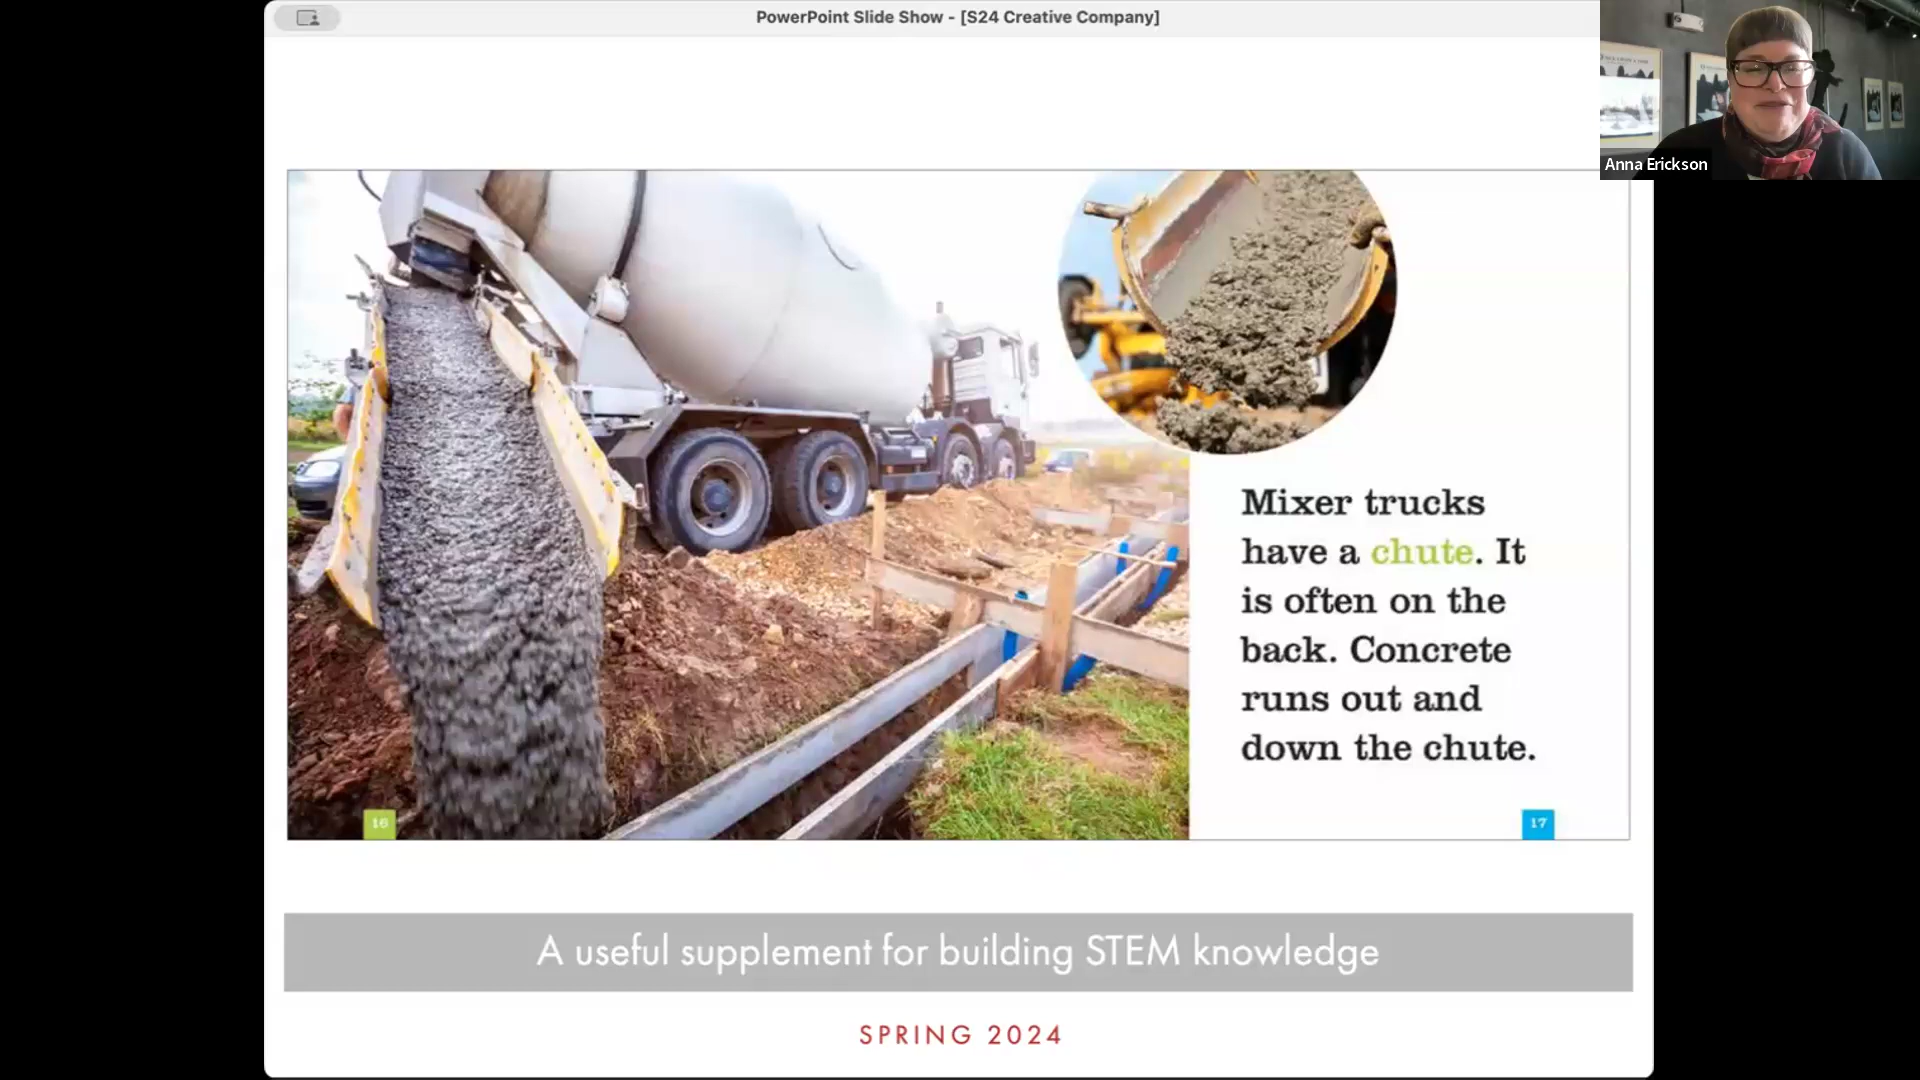 PowerPoint Slide Show - [S24 Creative Company]
Anna Erickson
Mixer trucks
have a chute. It
is often on the
back. Concrete
runs out and
down the chute.
16
17
A useful supplement for building STEM knowledge
SPRING 2024